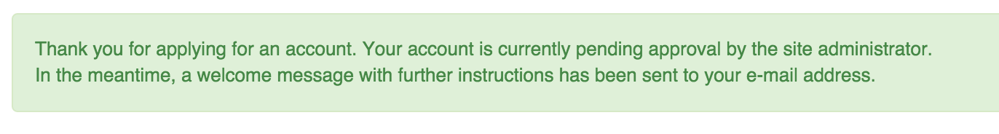 Thank you for applying for an account. Your account is currently pending approval by the site administrator.
In the meantime, a welcome message with further instructions has been sent to your e-mail address.